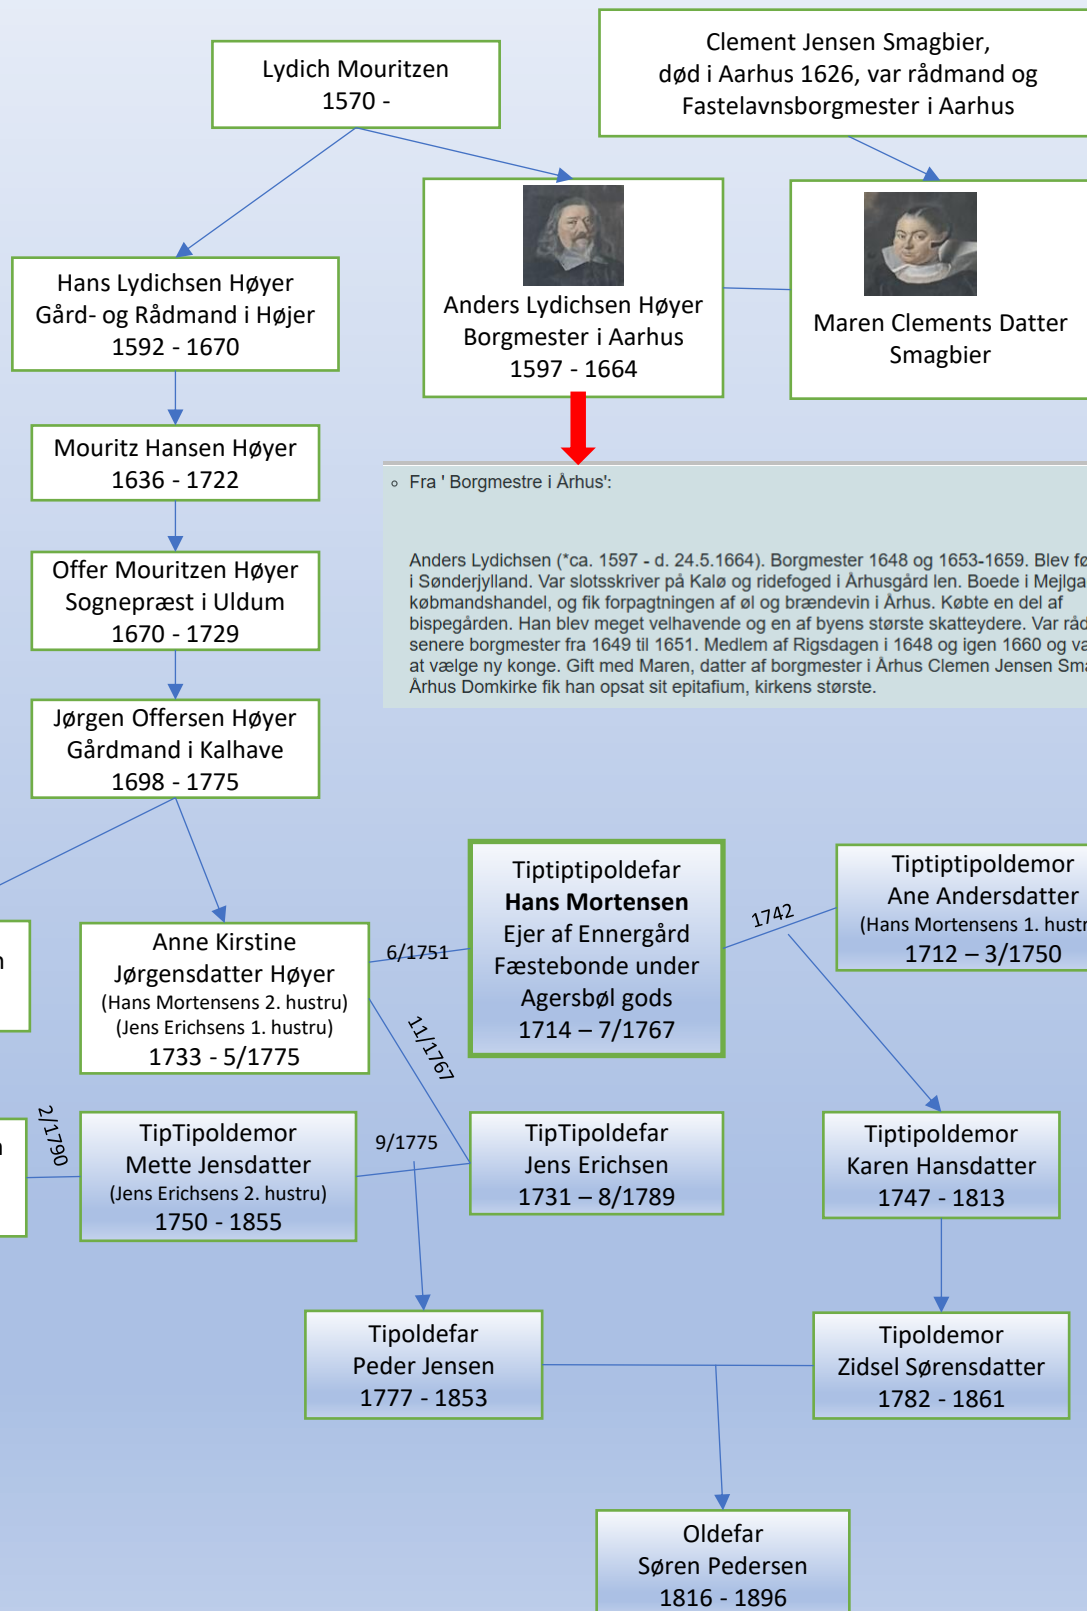 Lydich Mouritzen
1570 -
Clement Jensen Smagbier,
død i Aarhus 1626, var rådmand og
Fastelavnsborgmester i Aarhus
Hans Lydichsen Høyer
Gård- og Rådmand i Højer
1592 - 1670
Anders Lydichsen Høyer
Borgmester i Aarhus
1597 - 1664
Maren Clements Datter
Smagbier
Mouritz Hansen Høyer
1636 - 1722
Fra ' Borgmestre i Århus':
Anders Lydichsen (*ca. 1597 - d. 24.5.1664). Borgmester 1648 og 1653-1659. Blev
i Sønderjylland. Var slotsskriver på Kalø og ridefoged i Århusgård len. Boede i
købmandshandel, og fik forpagtningen af øl og brændevin i Århus. Købte en del af
bispegården. Han blev meget velhavende og en af byens største skatteydere. Var
senere borgmester fra 1649 til 1651. Medlem af Rigsdagen i 1648 og igen 1660 og
at vælge ny konge. Gift med Maren, datter af borgmester i Århus Clemen Jensen
Århus Domkirke fik han opsat sit epitafium, kirkens største.
Offer Mouritzen Høyer
Sognepræst i Uldum
1670 - 1729
Jørgen Offersen Høyer
Gårdmand i Kalhave
1698 - 1775
Anne Kirstine
Jørgensdatter Høyer
(Hans Mortensens 2. hustru)
(Jens Erichsens 1. hustru)
1733 - 5/1775
6/1751
Tiptiptipoldefar
Hans Mortensen
Ejer af Ennergård
Fæstebonde under
Agersbøl gods
1714 – 7/1767
1742
Tiptiptipoldemor
Ane Andersdatter
(Hans Mortensens 1.
1712 – 3/1750
11/1767
2/1790
TipTipoldemor
Mette Jensdatter
(Jens Erichsens 2. hustru)
1750 - 1855
9/1775
TipTipoldefar
Jens Erichsen
1731 – 8/1789
Tiptipoldemor
Karen Hansdatter
1747 - 1813
Tipoldefar
Peder Jensen
1777 - 1853
Tipoldemor
Zidsel Sørensdatter
1782 - 1861
Oldefar
Søren Pedersen
1816 - 1896